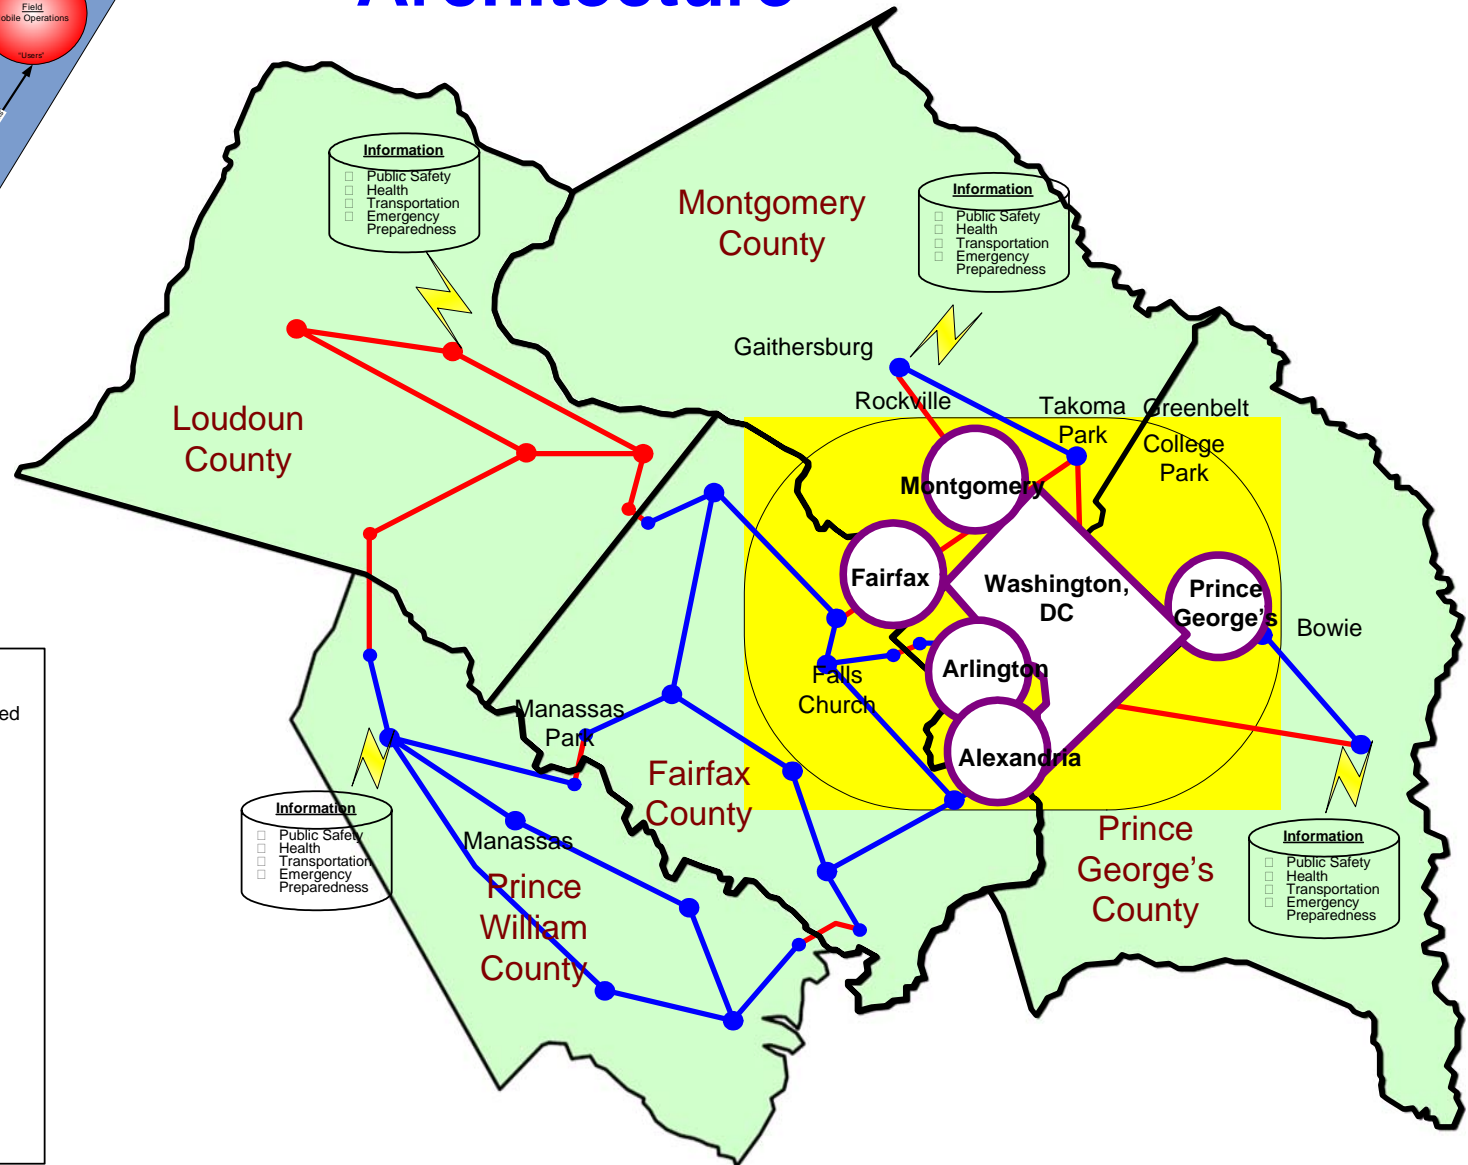 Field
Mobile Operations
"Users"
Information
Public Safety
Health
Transportation
Emergency
Preparedness
Montgomery
County
Information
Public Safety
Health
Transportation
Emergency
Preparedness
Gaithersburg
Rockville
Takoma
Park
Greenbelt
College
Park
Loudoun
County
Montgomery
Fairfax
Washington,
DC
Prince
George's
Bowie
Arlington
Falls
Church
Alexandria
Manassas
Park
Fairfax
County
Manassas
Prince
William
County
Information
Public Safety
Health
Transportation
Emergency
Preparedness
Prince
George's
County
Information
Public Safety
Health
Transportation
Emergency
Preparedness